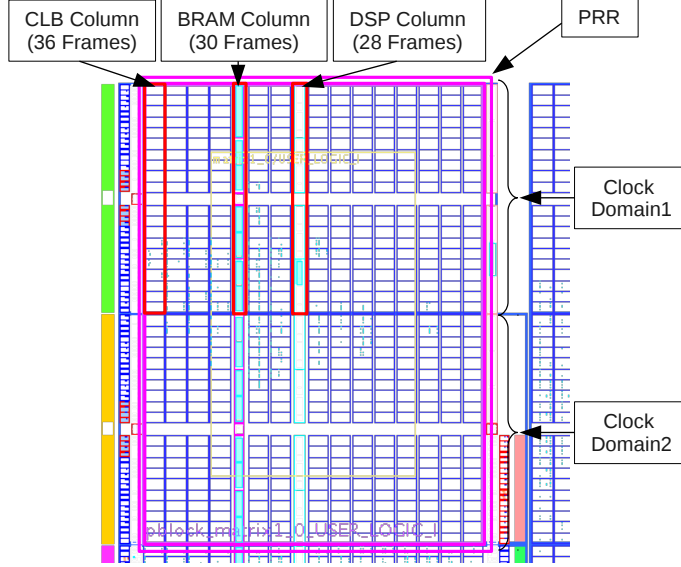 CLB Column
(36 Frames)
BRAM Column
(30 Frames)
DSP Column
(28 Frames)
PRR
Clock
Domain1
Clock
Domain2
pblock_matrix1_0_USER_LOGIC_I